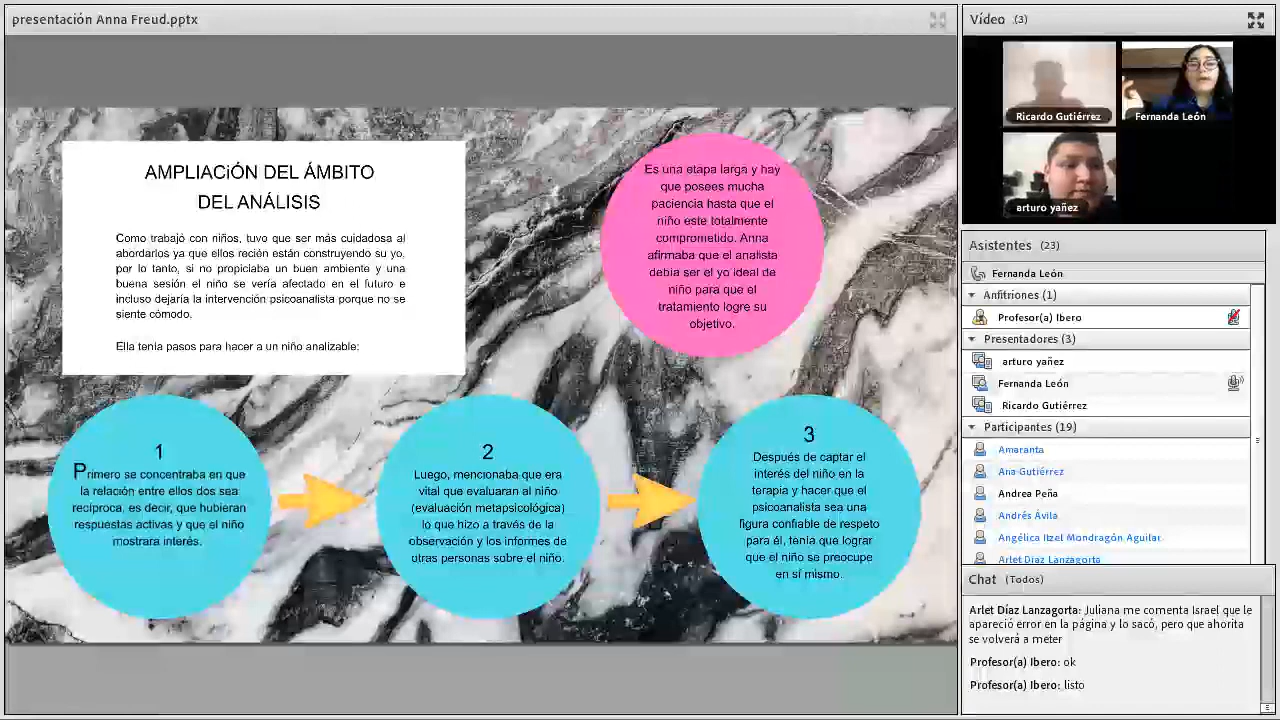 presentación Anna Freud.pptx
AMPLIACIÓN DEL ÁMBITO
DEL ANÁLISIS
Como trabajó con niños, tuvo que ser más cuidadosa al
abordarlos ya que ellos recién están construyendo su yo,
por lo tanto, si no propiciaba un buen ambiente y una
buena sesión el niño se vería afectado en el futuro e
incluso dejaría la intervención psicoanalista porque no se
siente cómodo.
Ella tenía pasos para hacer a un niño analizable:
Es una etapa larga y hay
que posees mucha
paciencia hasta que el
niño este totalmente
comprometido. Anna
afirmaba que el analista
debía ser el yo ideal de
niño para que el
tratamiento logre su
objetivo.
1
Primero se concentraba en que
la relación entre ellos dos sea
recíproca, es decir, que hubieran
respuestas activas y que el niño
mostrara interés.
2
Luego, mencionaba que era
vital que evaluaran al niño
(evaluación metapsicológica)
lo que hizo a través de la
observación y los informes de
otras personas sobre el niño.
3
Después de captar el
interés del niño en la
terapia y hacer que el
psicoanalista sea una
figura confiable de respeto
para él, tenía que lograr
que el niño se preocupe
en sí mismo.
Vídeo (3)
Ricardo Gutiérrez
Fernanda León
arturo yañez
Asistentes (23)
Fernanda León
Anfitriones (1)
Profesor(a) Ibero
Presentadores (3)
arturo yañez
Fernanda León
Ricardo Gutiérrez
Participantes (19)
Amaranta
Ana Gutiérrez
Andrea Peña
Andrés Ávila
Angélica Itzel Mondragón Aguilar
Arlet Díaz Lanzagorta
Chat (Todos)
Arlet Díaz Lanzagorta: Juliana me comenta Israel que le
apareció error en la página y lo sacó, pero que ahorita
se volverá a meter
Profesor(a) Ibero: ok
Profesor(a) Ibero: listo